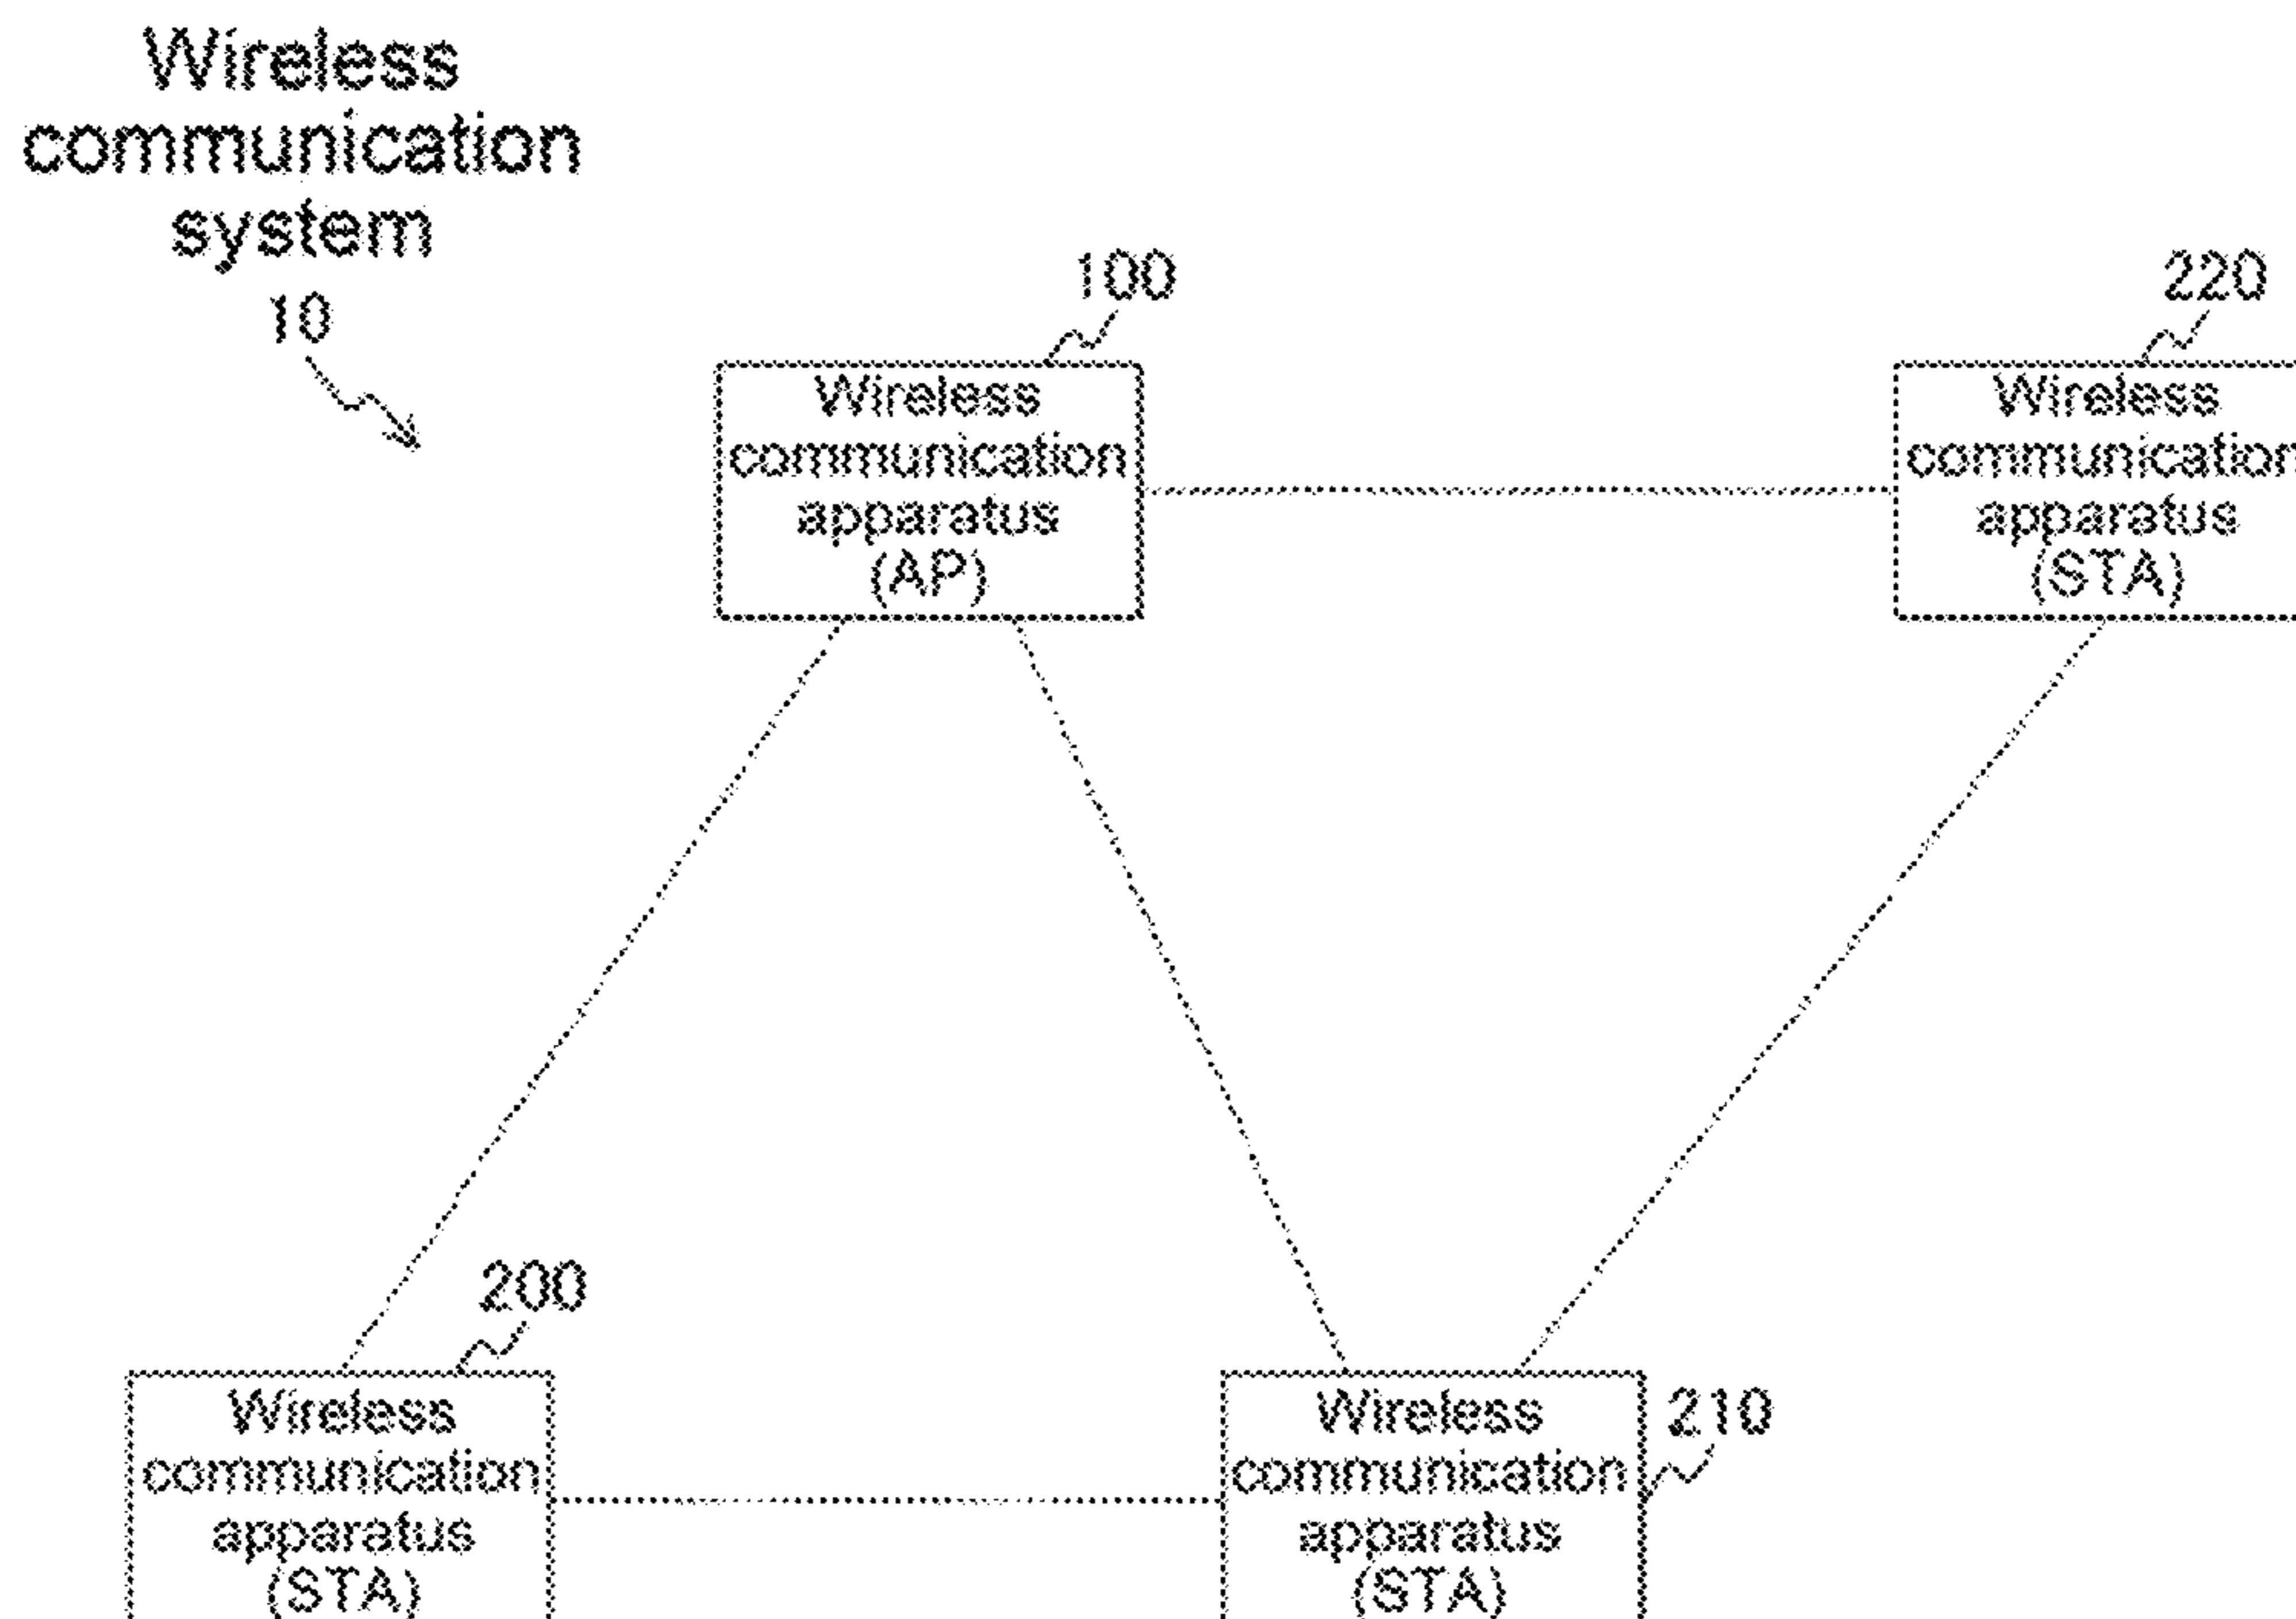 Wireless
communication
system
10
100
220
Wireless
communication
apparatus
(AP)
Wireless
communication
apparatus
(STA)
200
Wireless
communication
apparatus
(STA)
210
Wireless
communication
apparatus
(STA)